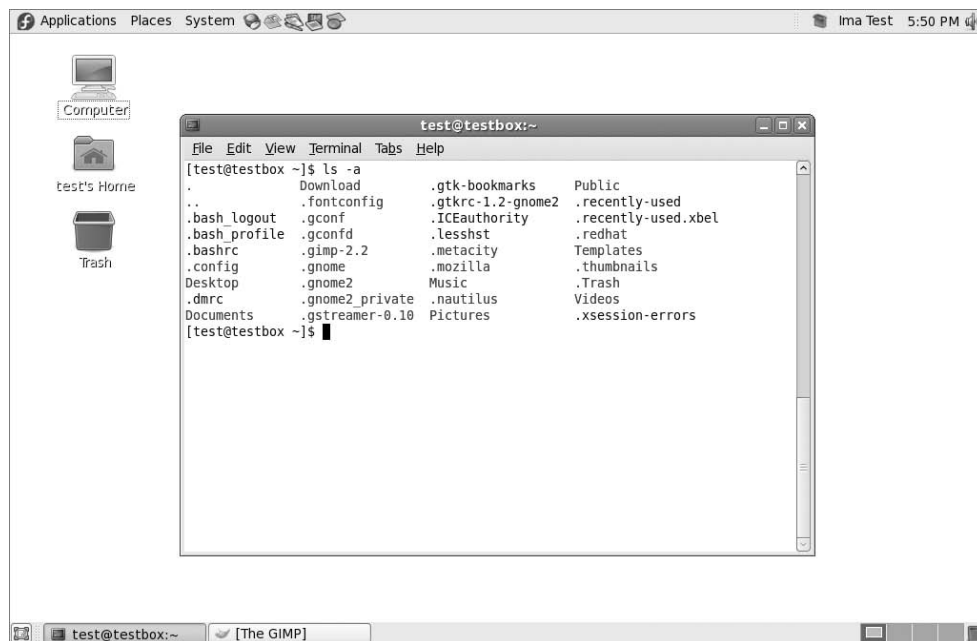 Applications Places System Ima Test 5:50 PM
Computer
test's Home
Trash
test@testbox:~
File Edit View Terminal Tabs Help
[test@testbox ~]$ ls -a
. Download .gtk-bookmarks Public
.. .fontconfig .gtkrc-1.2-gnome2 .recently-used
.bash_logout .gconf .ICEauthority .recently-used.xbel
.bash_profile .gconfd .lesshst .redhat
.bashrc .gimp-2.2 .metacity Templates
.config .gnome .mozilla .thumbnails
Desktop .gnome2 Music .Trash
.dmrc .gnome2_private .nautilus Videos
Documents .gstreamer-0.10 Pictures .xsession-errors
[test@testbox ~]$
test@testbox:~ [The GIMP]